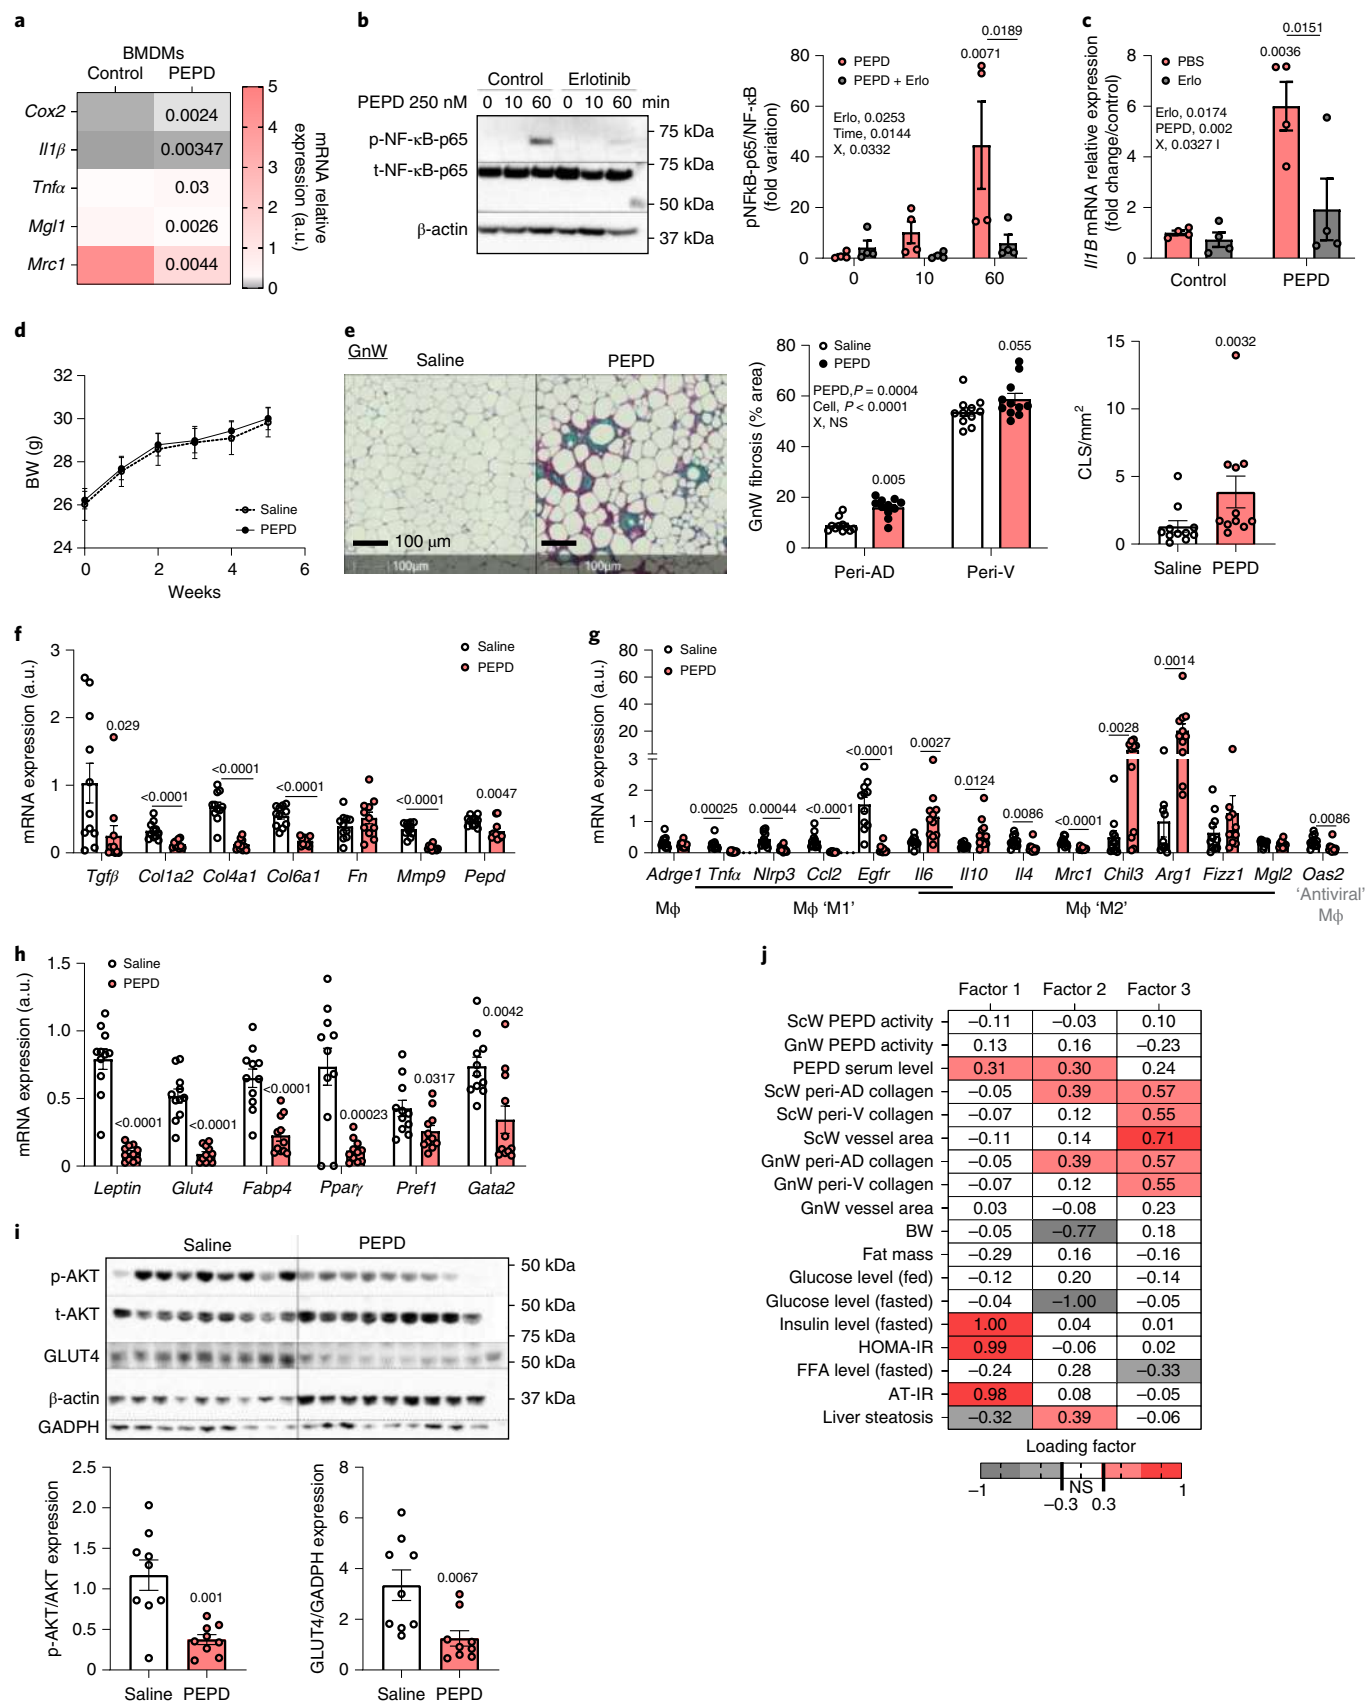 a
BMDMs
Control PEPD
Cox2 0.0024
Il1β 0.00347
Tnfα 0.03
Mgl1 0.0026
Mrc1 0.0044
5
4
3
2
1
0
mRNA relative
expression (a.u.)
b
Control Erlotinib
PEPD 250 nM 0 10 60 0 10 60 min
p-NF-κB-p65
t-NF-κB-p65
β-actin
75 kDa
75 kDa
50 kDa
37 kDa
pNFkB-p65/NF-κB
(fold variation)
80
60
40
20
0
PEPD
PEPD + Erlo
Erlo, 0.0253
Time, 0.0144
X, 0.0332
0.0189
0.0071
0 10 60
c
Il1B mRNA relative expression
(fold change/control)
8
6
4
2
0
PBS
Erlo
Erlo, 0.0174
PEPD, 0.002
X, 0.0327 I
0.0151
0.0036
Control PEPD
d
BW (g)
32
30
28
26
24
Saline
PEPD
0 2 4 6
Weeks
e
GnW
Saline PEPD
100 µm
100µm 100µm
GnW fibrosis (% area)
80
60
40
20
0
Saline
PEPD
PEPD, P = 0.0004
Cell, P < 0.0001
X, NS
0.055
0.005
Peri-AD Peri-V
CLS/mm2
15
10
5
0
0.0032
Saline PEPD
f
mRNA expression (a.u.)
3
2
1
0
Saline
PEPD
0.029
<0.0001
<0.0001
<0.0001
<0.0001
0.0047
Tgfβ Col1a2 Col4a1 Col6a1 Fn Mmp9 Pepd
g
mRNA expression (a.u.)
80
60
40
20
3
2
1
0
Saline
PEPD
0.00025
0.00044
<0.0001
<0.0001
0.0027
0.0124
0.0086
<0.0001
0.0028
0.0014
0.0086
Adrge1 Tnfα Nlrp3 Ccl2 Egfr Il6 Il10 Il4 Mrc1 Chil3 Arg1 Fizz1 Mgl2 Oas2
Mϕ Mϕ ‘M1’ Mϕ ‘M2’ ‘Antiviral’
Mϕ
h
mRNA expression (a.u.)
1.5
1.0
0.5
0
Saline
PEPD
<0.0001
<0.0001
<0.0001
0.00023
0.0317
0.0042
Leptin Glut4 Fabp4 Pparγ Pref1 Gata2
i
Saline PEPD
p-AKT
t-AKT
GLUT4
β-actin
GADPH
50 kDa
50 kDa
75 kDa
50 kDa
37 kDa
p-AKT/AKT expression
2.5
2.0
1.5
1.0
0.5
0
0.001
Saline PEPD
GLUT4/GADPH expression
8
6
4
2
0
0.0067
Saline PEPD
j
Factor 1 Factor 2 Factor 3
ScW PEPD activity −0.11 −0.03 0.10
GnW PEPD activity 0.13 0.16 −0.23
PEPD serum level 0.31 0.30 0.24
ScW peri-AD collagen −0.05 0.39 0.57
ScW peri-V collagen −0.07 0.12 0.55
ScW vessel area −0.11 0.14 0.71
GnW peri-AD collagen −0.05 0.39 0.57
GnW peri-V collagen −0.07 0.12 0.55
GnW vessel area 0.03 −0.08 0.23
BW −0.05 −0.77 0.18
Fat mass −0.29 0.16 −0.16
Glucose level (fed) −0.12 0.20 −0.14
Glucose level (fasted) −0.04 −1.00 −0.05
Insulin level (fasted) 1.00 0.04 0.01
HOMA-IR 0.99 −0.06 0.02
FFA level (fasted) −0.24 0.28 −0.33
AT-IR 0.98 0.08 −0.05
Liver steatosis −0.32 0.39 −0.06
Loading factor
−1 NS 1
−0.3 0.3